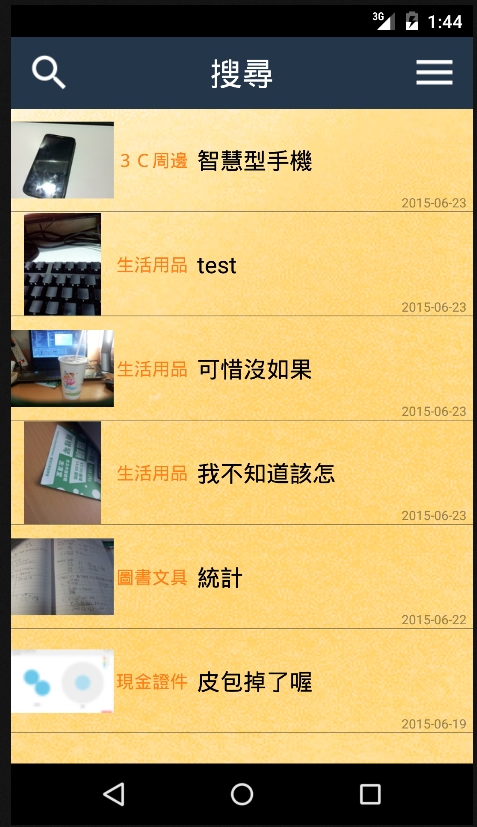 3G 1:44
搜尋
３Ｃ周邊 智慧型手機
2015-06-23
生活用品 test
2015-06-23
生活用品 可惜沒如果
2015-06-23
生活用品 我不知道該怎
2015-06-23
圖書文具 統計
2015-06-22
現金證件 皮包掉了喔
2015-06-19